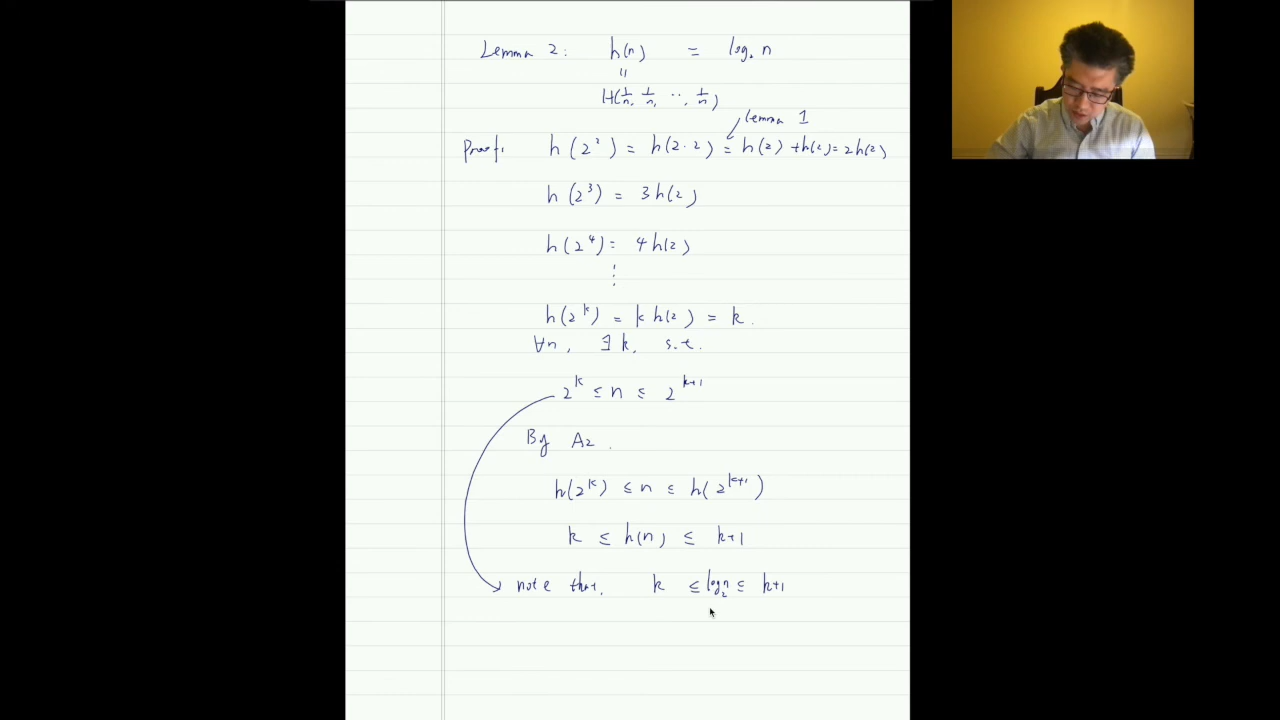 Lemma 2: h(n) = log₂ n
=
H(1/n, 1/n, .., 1/n)
Lemma 1
Proof: h(2²) = h(2·2) = h(2) + h(2) = 2h(2)
h(2³) = 3h(2)
h(2⁴) = 4h(2)
⋮
h(2ᵏ) = k h(2) = k.
∀n, ∃k, s.t.
2ᵏ ≤ n ≤ 2ᵏ⁺¹
By A2.
h(2ᵏ) ≤ n ≤ h(2ᵏ⁺¹)
k ≤ h(n) ≤ k+1
note that, k ≤ log₂n ≤ k+1